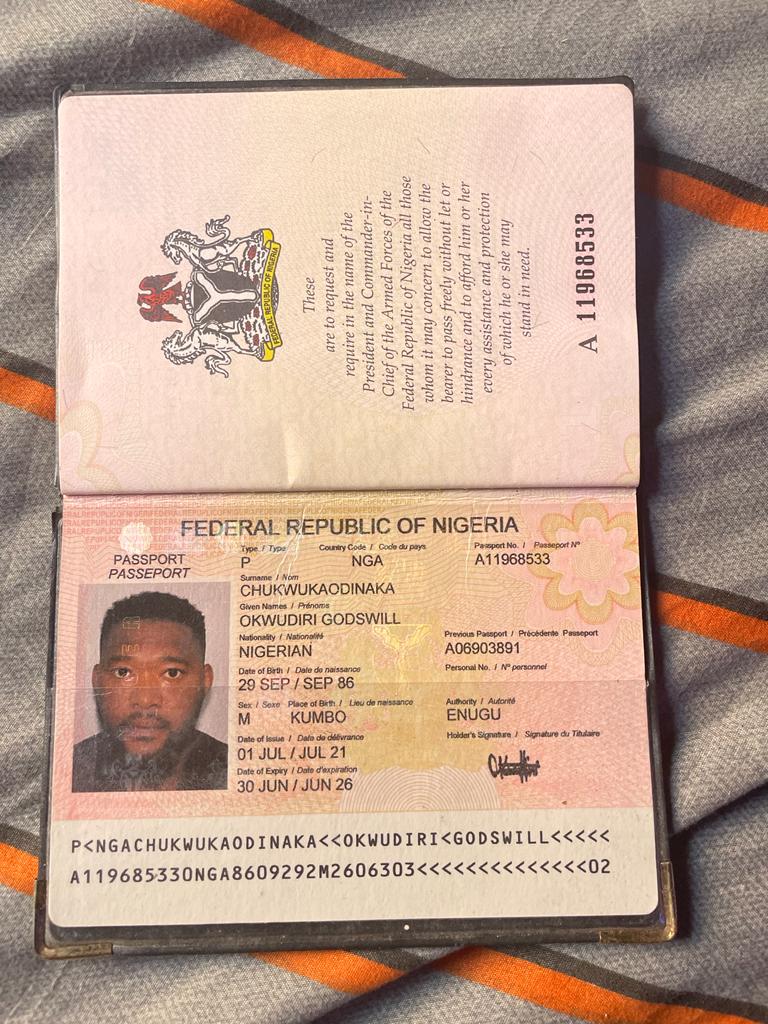 FEDERAL REPUBLIC OF NIGERIA
These
are to request and
require in the name of the
President and Commander-in-
Chief of the Armed Forces of the
Federal Republic of Nigeria all those
whom it may concern to allow the
bearer to pass freely without let or
hindrance and to afford him or her
every assistance and protection
of which he or she may
stand in need.
A 11968533
FEDERAL REPUBLIC OF NIGERIA
PASSPORT
PASSEPORT
Type / Type Country Code / Code du pays Passport No. / Passeport Nº
P NGA A11968533
Surname / Nom
CHUKWUKAODINAKA
Given Names / Prénoms
OKWUDIRI GODSWILL
Nationality / Nationalité Previous Passport / Précédente Passeport
NIGERIAN A06903891
Date of Birth / Date de naissance Personal No. / Nº personnel
29 SEP / SEP 86
Sex / Sexe Place of Birth / Lieu de naissance Authority / Autorité
M KUMBO ENUGU
Date of Issue / Date de délivrance Holder's Signature / Signature du Titulaire
01 JUL / JUL 21
Date of Expiry / Date d'expiration
30 JUN / JUN 26
P<NGACHUKWUKAODINAKA<<OKWUDIRI<GODSWILL<<<<<
A119685330NGA8609292M2606303<<<<<<<<<<<<<<02